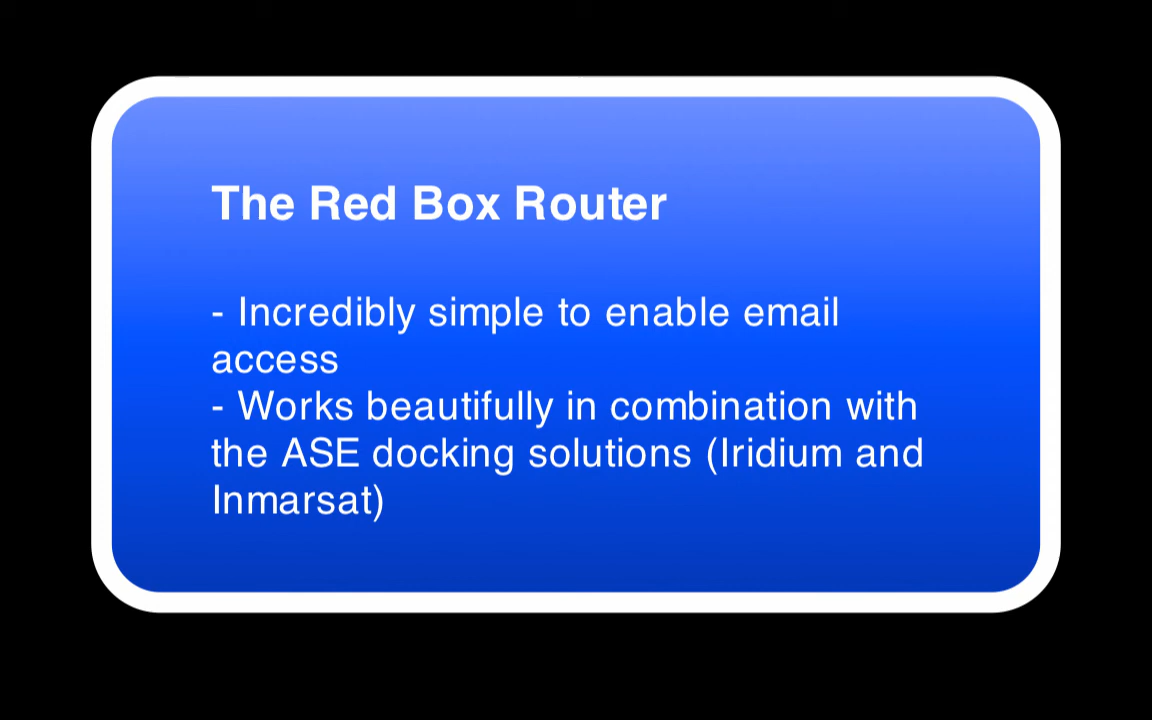 The Red Box Router
- Incredibly simple to enable email
access
- Works beautifully in combination with
the ASE docking solutions (Iridium and
Inmarsat)